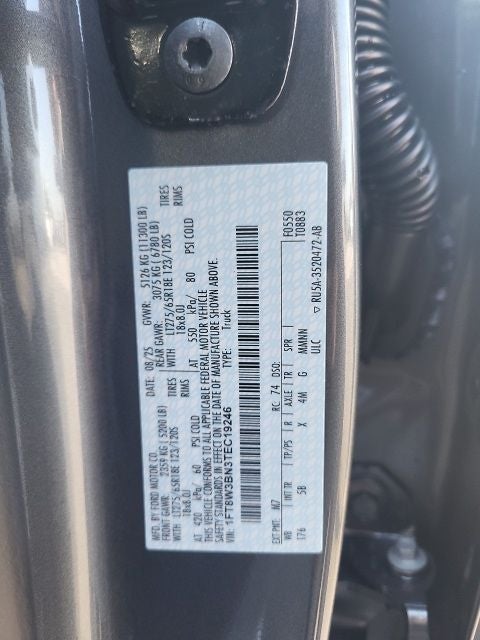 MFD. BY FORD MOTOR CO. DATE: 08/25 GVWR: 5126 KG (11300 LB)
FRONT GAWR: 2359 KG (5200 LB) REAR GAWR: 3075 KG (6780 LB)
WITH LT275/65R18E 123/120S TIRES WITH LT275/65R18E 123/120S TIRES
18x8.0J RIMS 18x8.0J RIMS
AT 420 kPa/ 60 PSI COLD AT 550 kPa/ 80 PSI COLD
THIS VEHICLE CONFORMS TO ALL APPLICABLE FEDERAL MOTOR VEHICLE
SAFETY STANDARDS IN EFFECT ON THE DATE OF MANUFACTURE SHOWN ABOVE.
VIN: 1FT8W3BN3TEC19246 TYPE: Truck
F0550
T0883
EXT PNT: M7 RC: 74 DSO:
WB INT TR TP/PS R AXLE TR SPR
176 5B X 4M G MMNN
ULC
▽ RU5A-3520472-AB